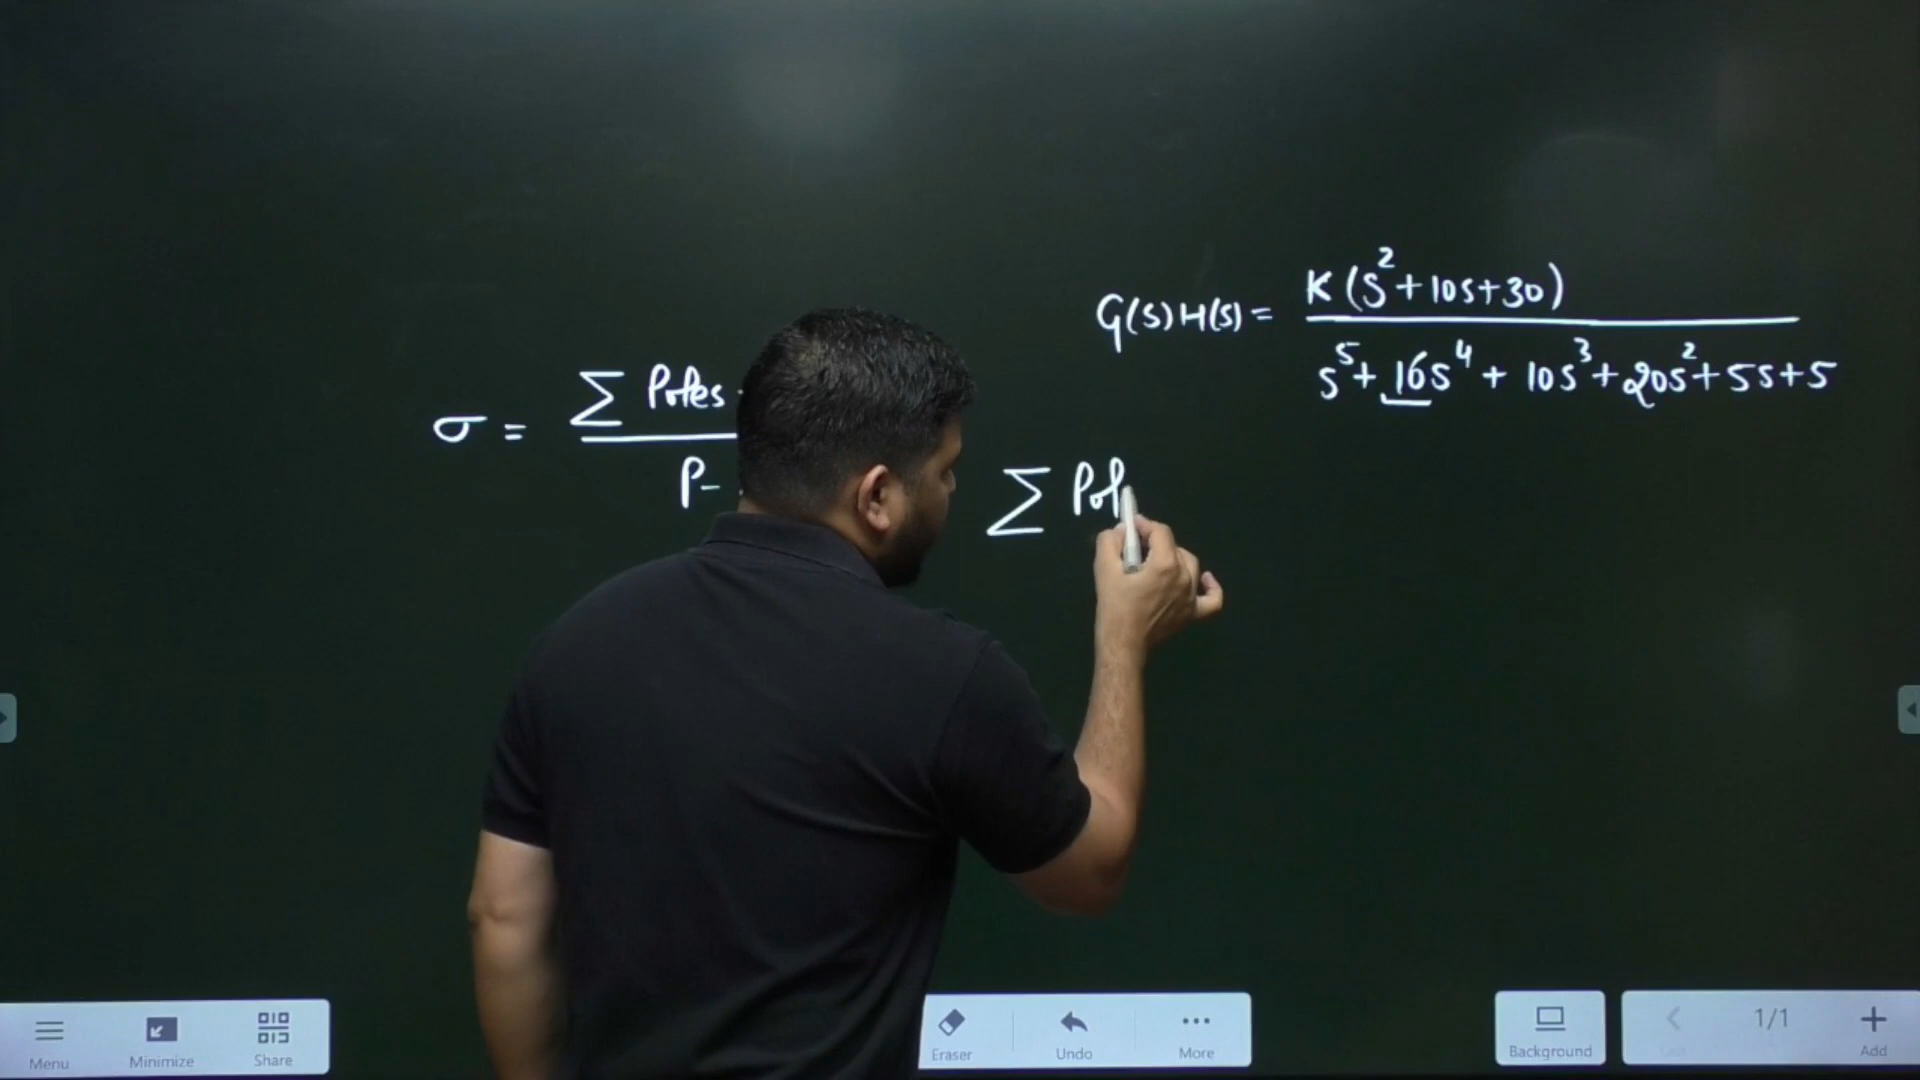 G(s)H(s) = K(s²+10s+30)
s⁵+16s⁴+10s³+20s²+5s+5
σ = Σ Poles
P-
Σ Pol
Menu
Minimize
Share
Eraser
Undo
More
Background
1/1
Add